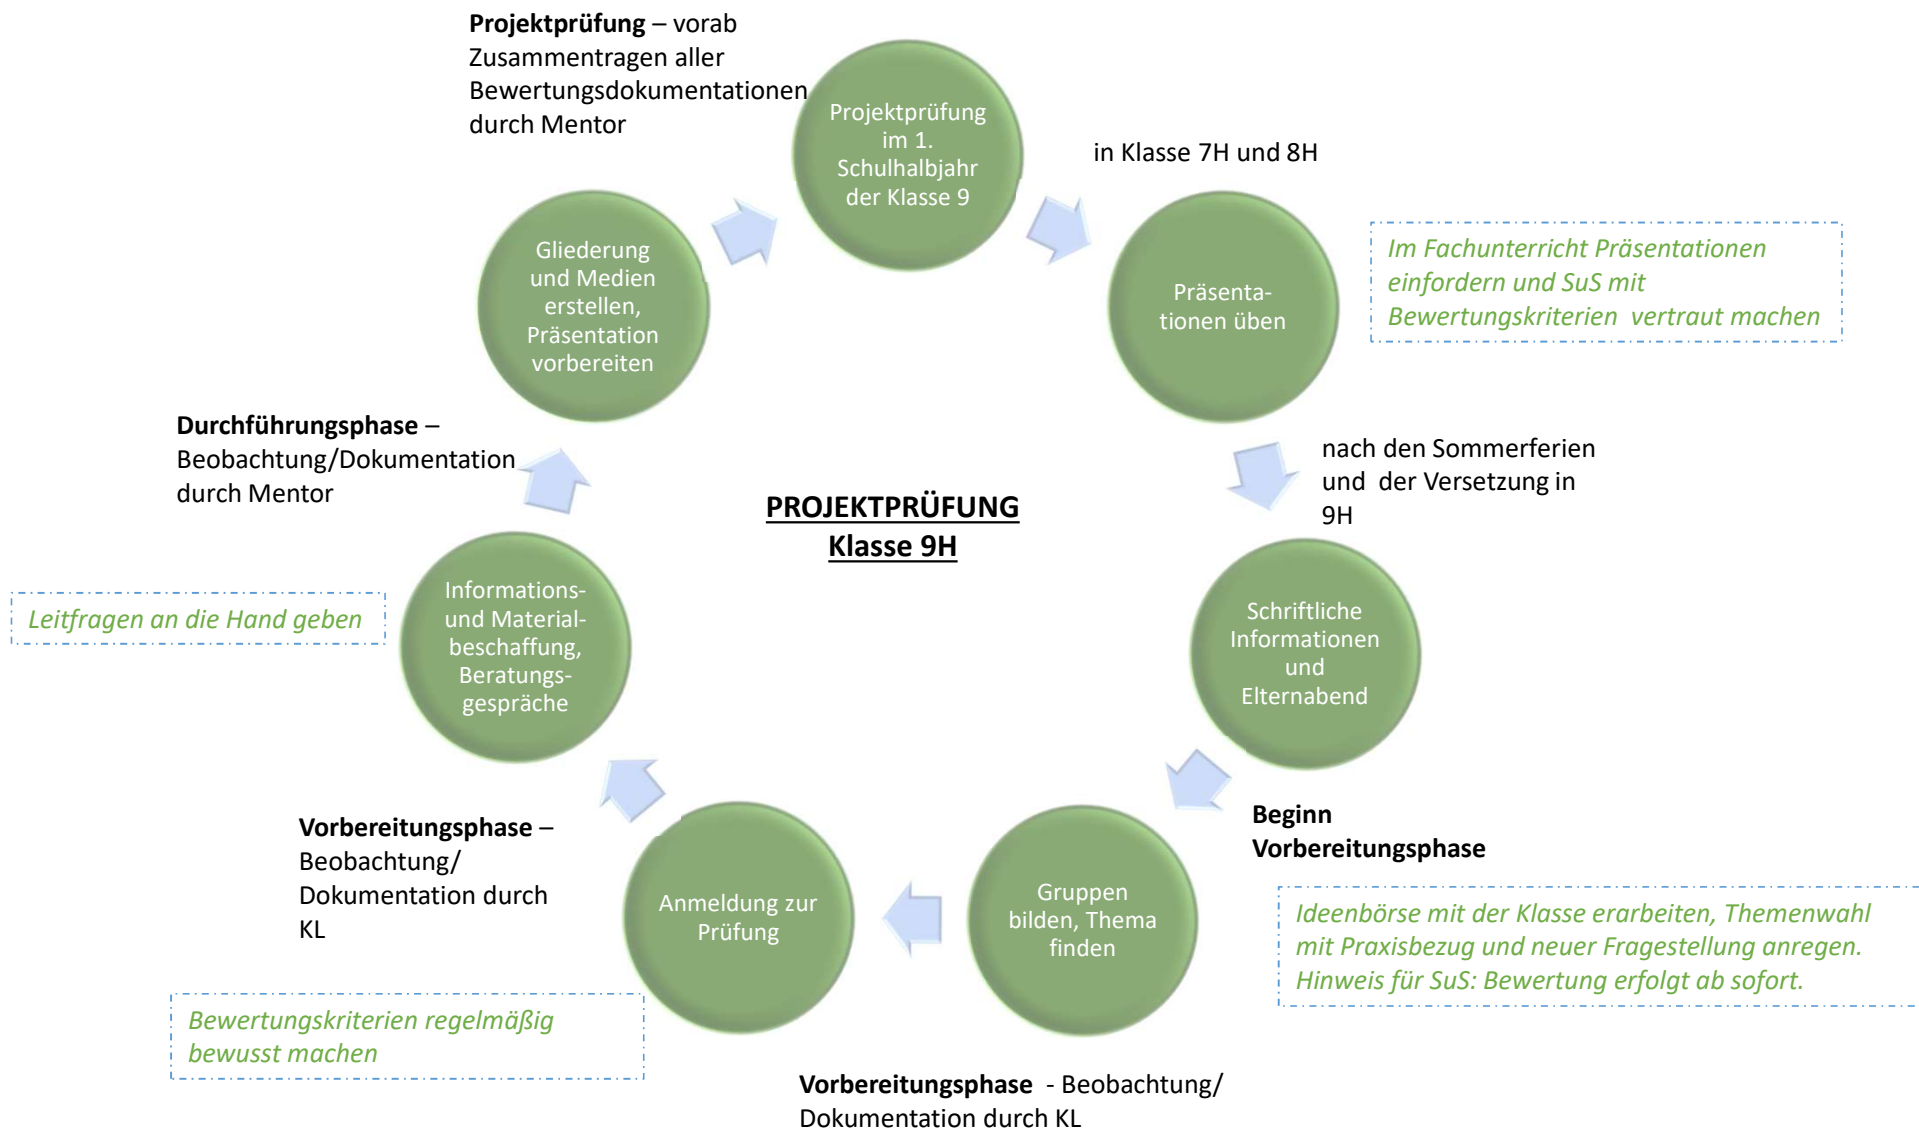 Projektprüfung – vorab
Zusammentragen aller
Bewertungsdokumentationen
durch Mentor
Projektprüfung
im 1.
Schulhalbjahr
der Klasse 9
in Klasse 7H und 8H
Präsenta-
tionen üben
Im Fachunterricht Präsentationen
einfordern und SuS mit
Bewertungskriterien vertraut machen
nach den Sommerferien
und der Versetzung in
9H
Schriftliche
Informationen
und
Elternabend
Beginn
Vorbereitungsphase
Ideenbörse mit der Klasse erarbeiten, Themenwahl
mit Praxisbezug und neuer Fragestellung anregen.
Hinweis für SuS: Bewertung erfolgt ab sofort.
Gruppen
bilden, Thema
finden
Vorbereitungsphase - Beobachtung/
Dokumentation durch KL
Anmeldung zur
Prüfung
Bewertungskriterien regelmäßig
bewusst machen
Vorbereitungsphase –
Beobachtung/
Dokumentation durch
KL
Informations-
und Material-
beschaffung,
Beratungs-
gespräche
Leitfragen an die Hand geben
Durchführungsphase –
Beobachtung/Dokumentation
durch Mentor
Gliederung
und Medien
erstellen,
Präsentation
vorbereiten
PROJEKTPRÜFUNG
Klasse 9H